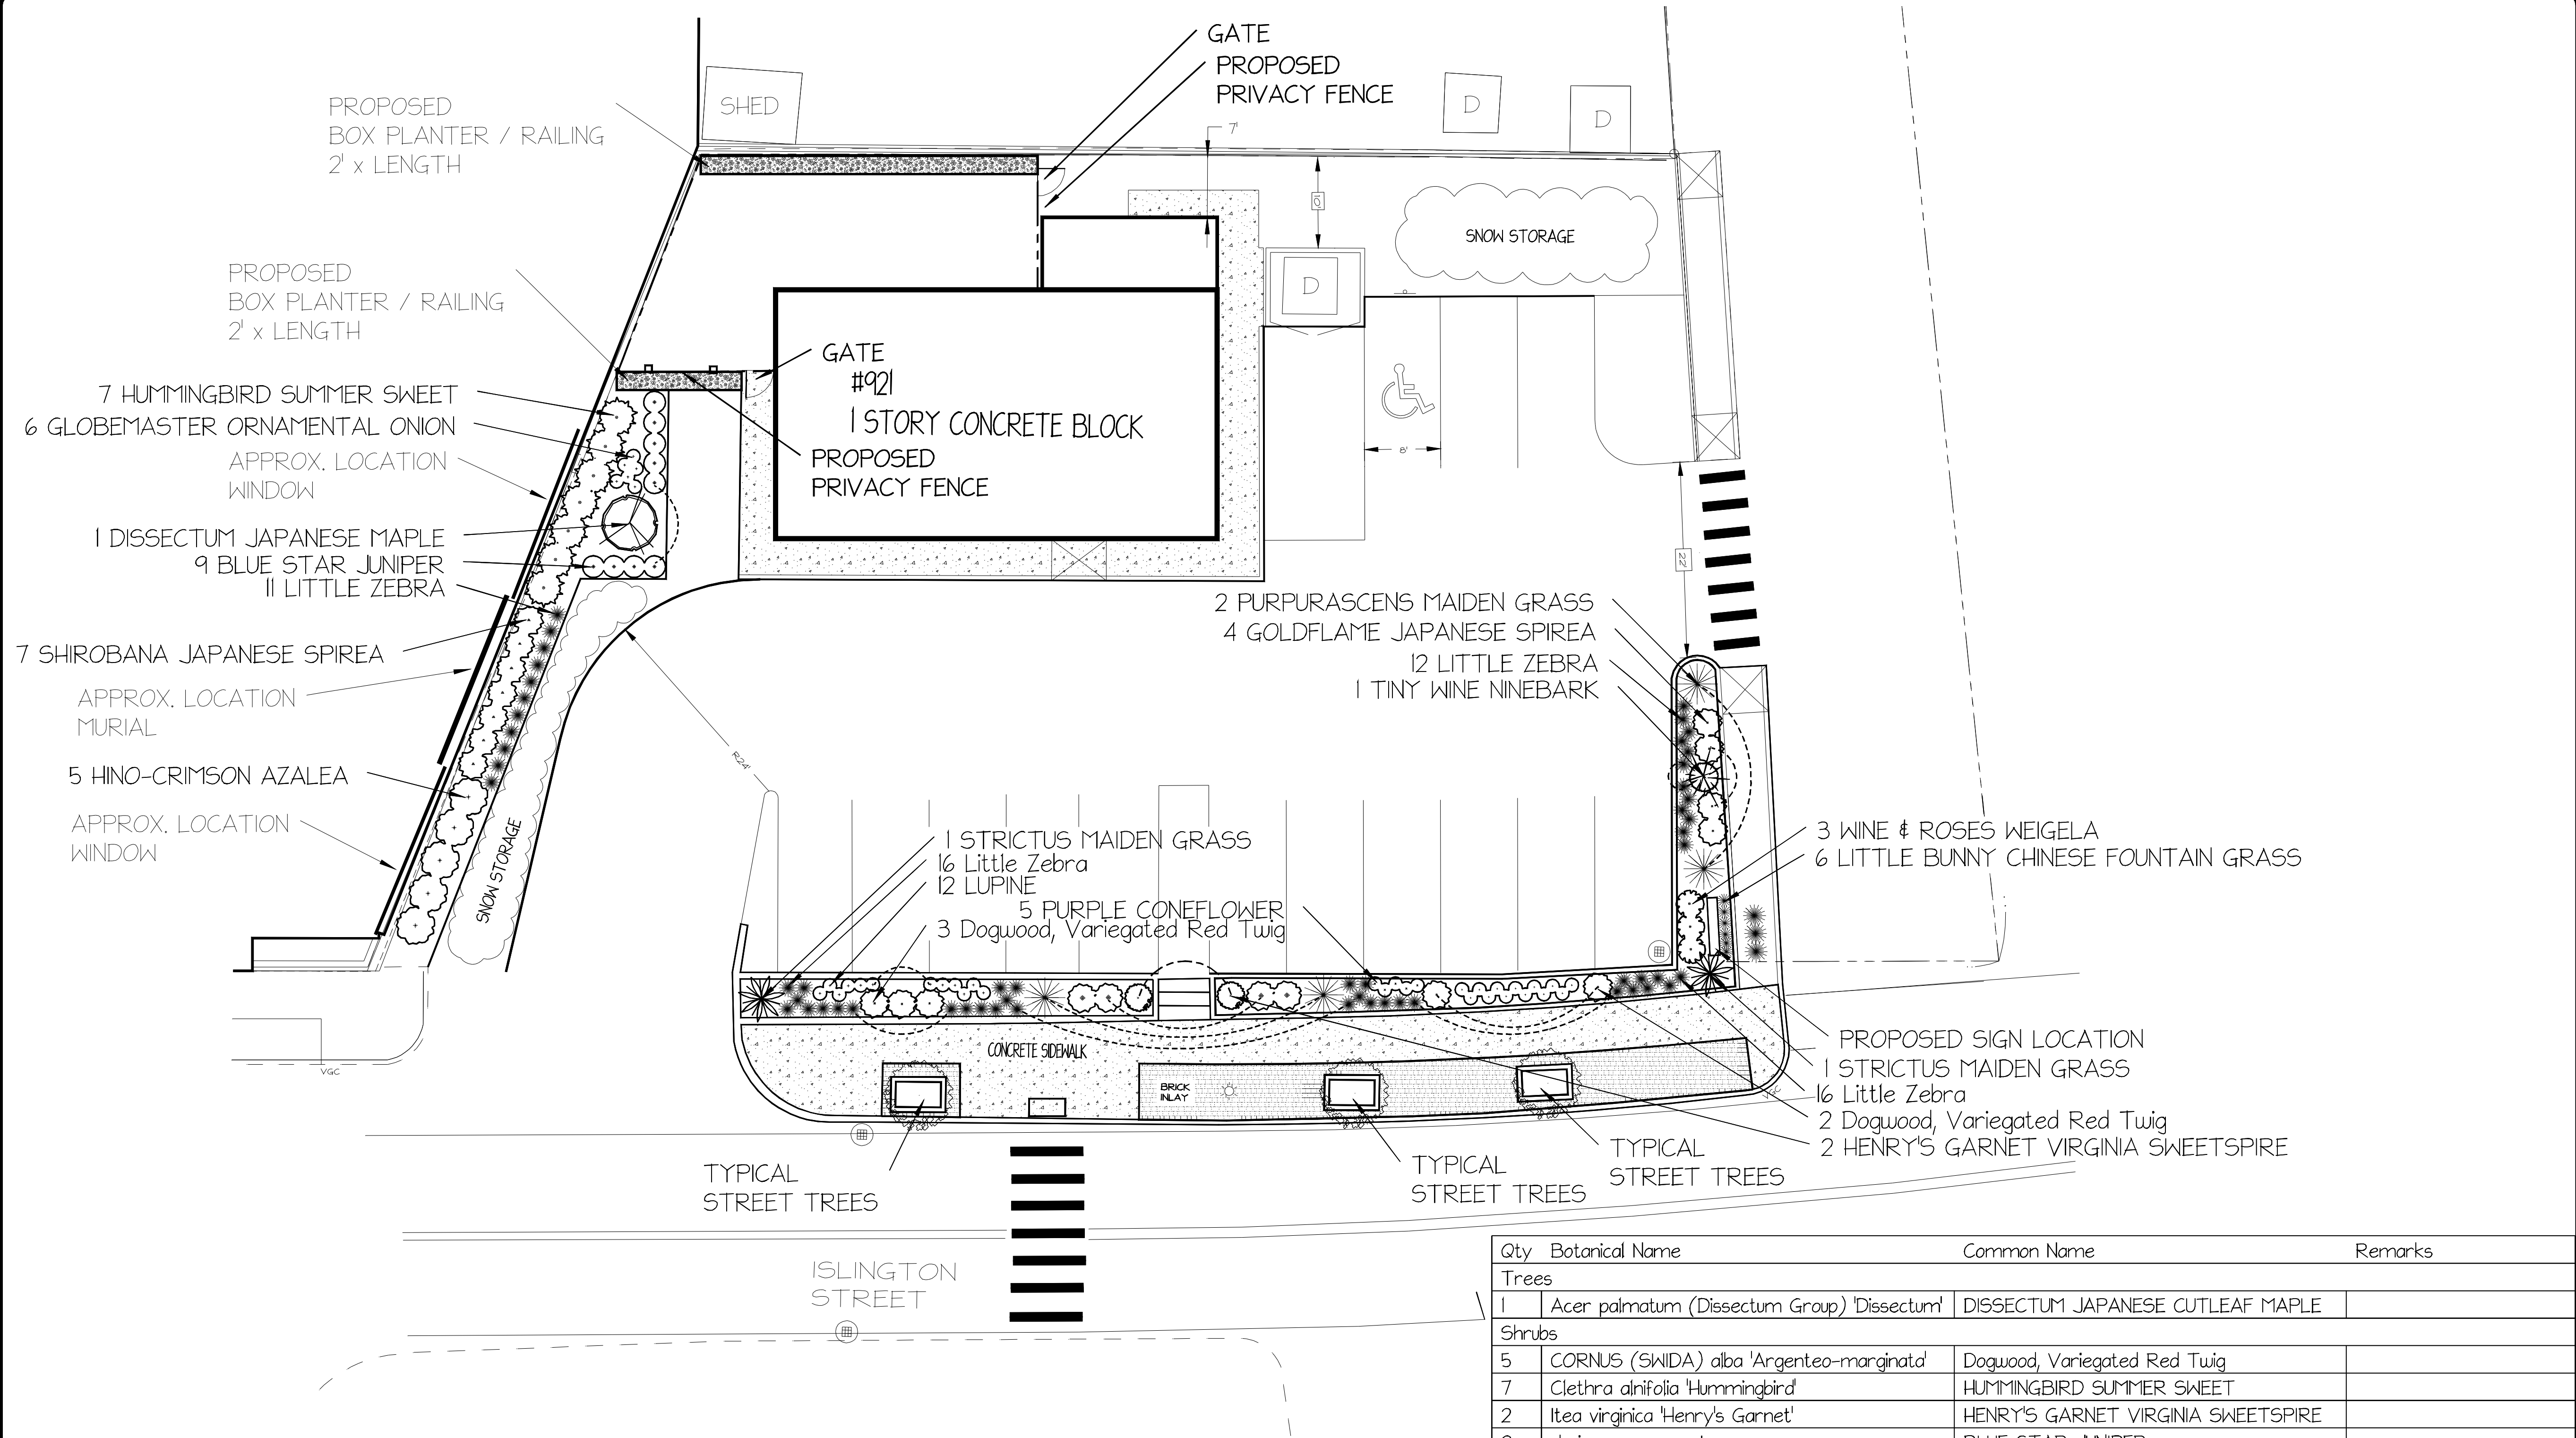 GATE
PROPOSED
PRIVACY FENCE
PROPOSED
BOX PLANTER / RAILING
2' x LENGTH
SHED
D
D
7'
10'
SNOW STORAGE
D
PROPOSED
BOX PLANTER / RAILING
2' x LENGTH
GATE
#921
1 STORY CONCRETE BLOCK
PROPOSED
PRIVACY FENCE
8'
22'
7 HUMMINGBIRD SUMMER SWEET
6 GLOBEMASTER ORNAMENTAL ONION
APPROX. LOCATION
WINDOW
1 DISSECTUM JAPANESE MAPLE
9 BLUE STAR JUNIPER
11 LITTLE ZEBRA
7 SHIROBANA JAPANESE SPIREA
APPROX. LOCATION
MURIAL
5 HINO-CRIMSON AZALEA
APPROX. LOCATION
WINDOW
SNOW STORAGE
R24'
2 PURPURASCENS MAIDEN GRASS
4 GOLDFLAME JAPANESE SPIREA
12 LITTLE ZEBRA
1 TINY WINE NINEBARK
3 WINE & ROSES WEIGELA
6 LITTLE BUNNY CHINESE FOUNTAIN GRASS
1 STRICTUS MAIDEN GRASS
16 Little Zebra
12 LUPINE
5 PURPLE CONEFLOWER
3 Dogwood, Variegated Red Twig
CONCRETE SIDEWALK
BRICK
INLAY
VGC
PROPOSED SIGN LOCATION
1 STRICTUS MAIDEN GRASS
16 Little Zebra
2 Dogwood, Variegated Red Twig
2 HENRY'S GARNET VIRGINIA SWEETSPIRE
TYPICAL
STREET TREES
TYPICAL
STREET TREES
TYPICAL
STREET TREES
ISLINGTON
STREET
Qty Botanical Name Common Name Remarks
Trees
1 Acer palmatum (Dissectum Group) 'Dissectum' DISSECTUM JAPANESE CUTLEAF MAPLE
Shrubs
5 CORNUS (SWIDA) alba 'Argenteo-marginata' Dogwood, Variegated Red Twig
7 Clethra alnifolia 'Hummingbird' HUMMINGBIRD SUMMER SWEET
2 Itea virginica 'Henry's Garnet' HENRY'S GARNET VIRGINIA SWEETSPIRE
BLUE STAR JUNIPER